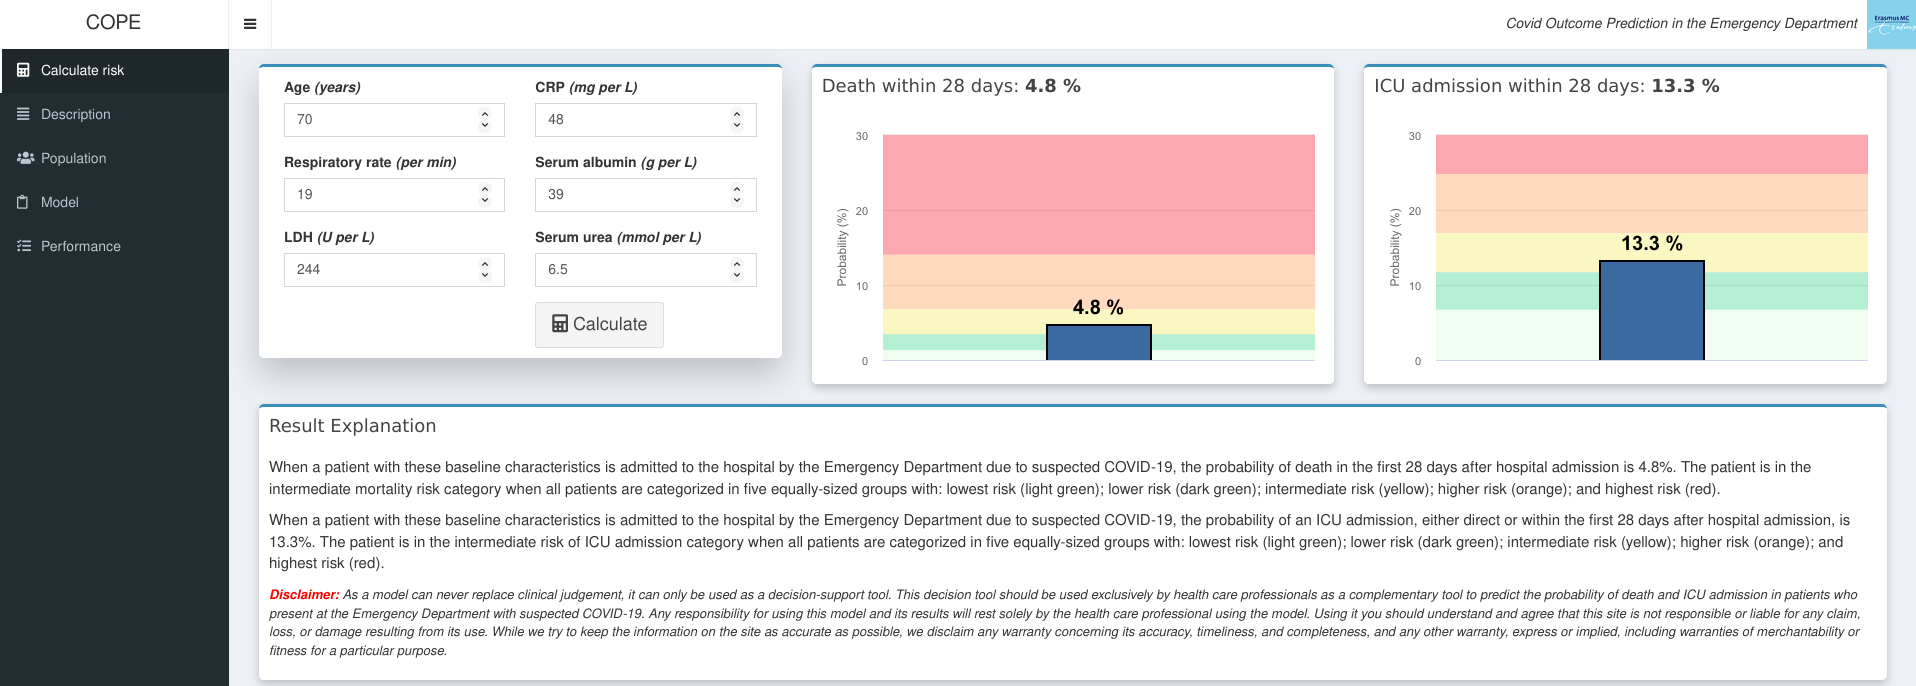 COPE
Covid Outcome Prediction in the Emergency Department
Erasmus MC
Calculate risk
Description
Population
Model
Performance
Age (years)
70
CRP (mg per L)
48
Respiratory rate (per min)
19
Serum albumin (g per L)
39
LDH (U per L)
244
Serum urea (mmol per L)
6.5
Calculate
Death within 28 days: 4.8 %
30
20
10
0
Probability (%)
4.8 %
ICU admission within 28 days: 13.3 %
30
20
10
0
Probability (%)
13.3 %
Result Explanation
When a patient with these baseline characteristics is admitted to the hospital by the Emergency Department due to suspected COVID-19, the probability of death in the first 28 days after hospital admission is 4.8%. The patient is in the
intermediate mortality risk category when all patients are categorized in five equally-sized groups with: lowest risk (light green); lower risk (dark green); intermediate risk (yellow); higher risk (orange); and highest risk (red).
When a patient with these baseline characteristics is admitted to the hospital by the Emergency Department due to suspected COVID-19, the probability of an ICU admission, either direct or within the first 28 days after hospital admission, is
13.3%. The patient is in the intermediate risk of ICU admission category when all patients are categorized in five equally-sized groups with: lowest risk (light green); lower risk (dark green); intermediate risk (yellow); higher risk (orange); and
highest risk (red).
Disclaimer: As a model can never replace clinical judgement, it can only be used as a decision-support tool. This decision tool should be used exclusively by health care professionals as a complementary tool to predict the probability of death and ICU admission in patients who
present at the Emergency Department with suspected COVID-19. Any responsibility for using this model and its results will rest solely by the health care professional using the model. Using it you should understand and agree that this site is not responsible or liable for any claim,
loss, or damage resulting from its use. While we try to keep the information on the site as accurate as possible, we disclaim any warranty concerning its accuracy, timeliness, and completeness, and any other warranty, express or implied, including warranties of merchantability or
fitness for a particular purpose.